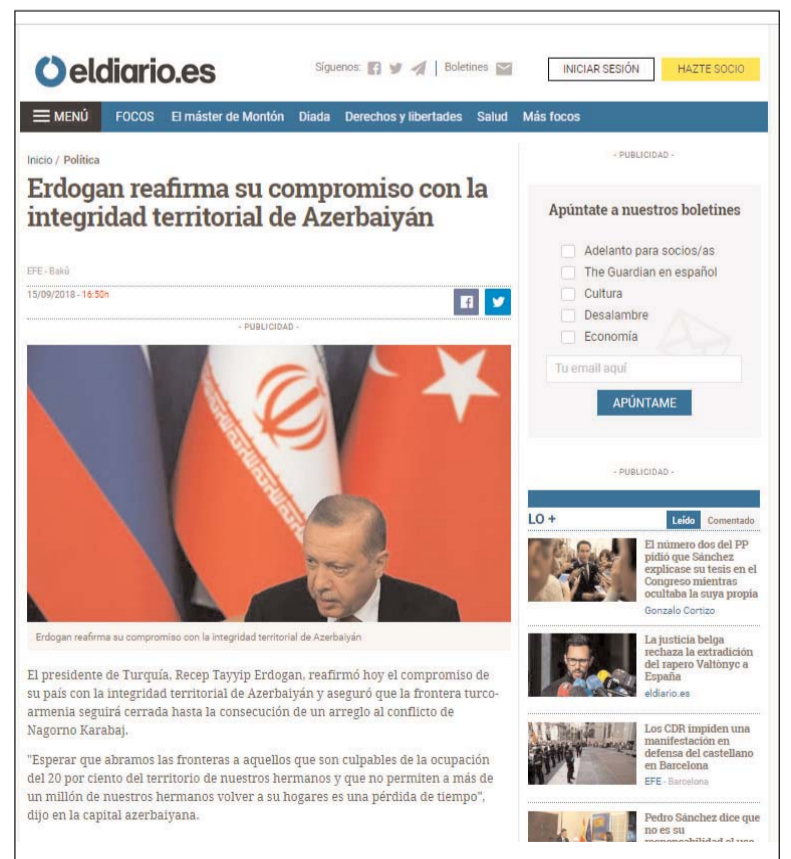 eldiario.es
Síguenos:
Boletines
INICIAR SESIÓN
HAZTE SOCIO
MENÚ
FOCOS
El máster de Montón
Diada
Derechos y libertades
Salud
Más focos
Inicio / Política
Erdogan reafirma su compromiso con la
integridad territorial de Azerbaiyán
EFE - Bakú
15/09/2018 - 16:50h
- PUBLICIDAD -
Erdogan reafirma su compromiso con la integridad territorial de Azerbaiyán
El presidente de Turquía, Recep Tayyip Erdogan, reafirmó hoy el compromiso de
su país con la integridad territorial de Azerbaiyán y aseguró que la frontera turco-
armenia seguirá cerrada hasta la consecución de un arreglo al conflicto de
Nagorno Karabaj.
"Esperar que abramos las fronteras a aquellos que son culpables de la ocupación
del 20 por ciento del territorio de nuestros hermanos y que no permiten a más de
un millón de nuestros hermanos volver a su hogares es una pérdida de tiempo",
dijo en la capital azerbaiyana.
- PUBLICIDAD -
Apúntate a nuestros boletines
Adelanto para socios/as
The Guardian en español
Cultura
Desalambre
Economía
Tu email aquí
APÚNTAME
- PUBLICIDAD -
LO +
Leído
Comentado
El número dos del PP
pidió que Sánchez
explicase su tesis en el
Congreso mientras
ocultaba la suya propia
Gonzalo Cortizo
La justicia belga
rechaza la extradición
del rapero Valtònyc a
España
eldiario.es
Los CDR impiden una
manifestación en
defensa del castellano
en Barcelona
EFE - Barcelona
Pedro Sánchez dice que
no es su